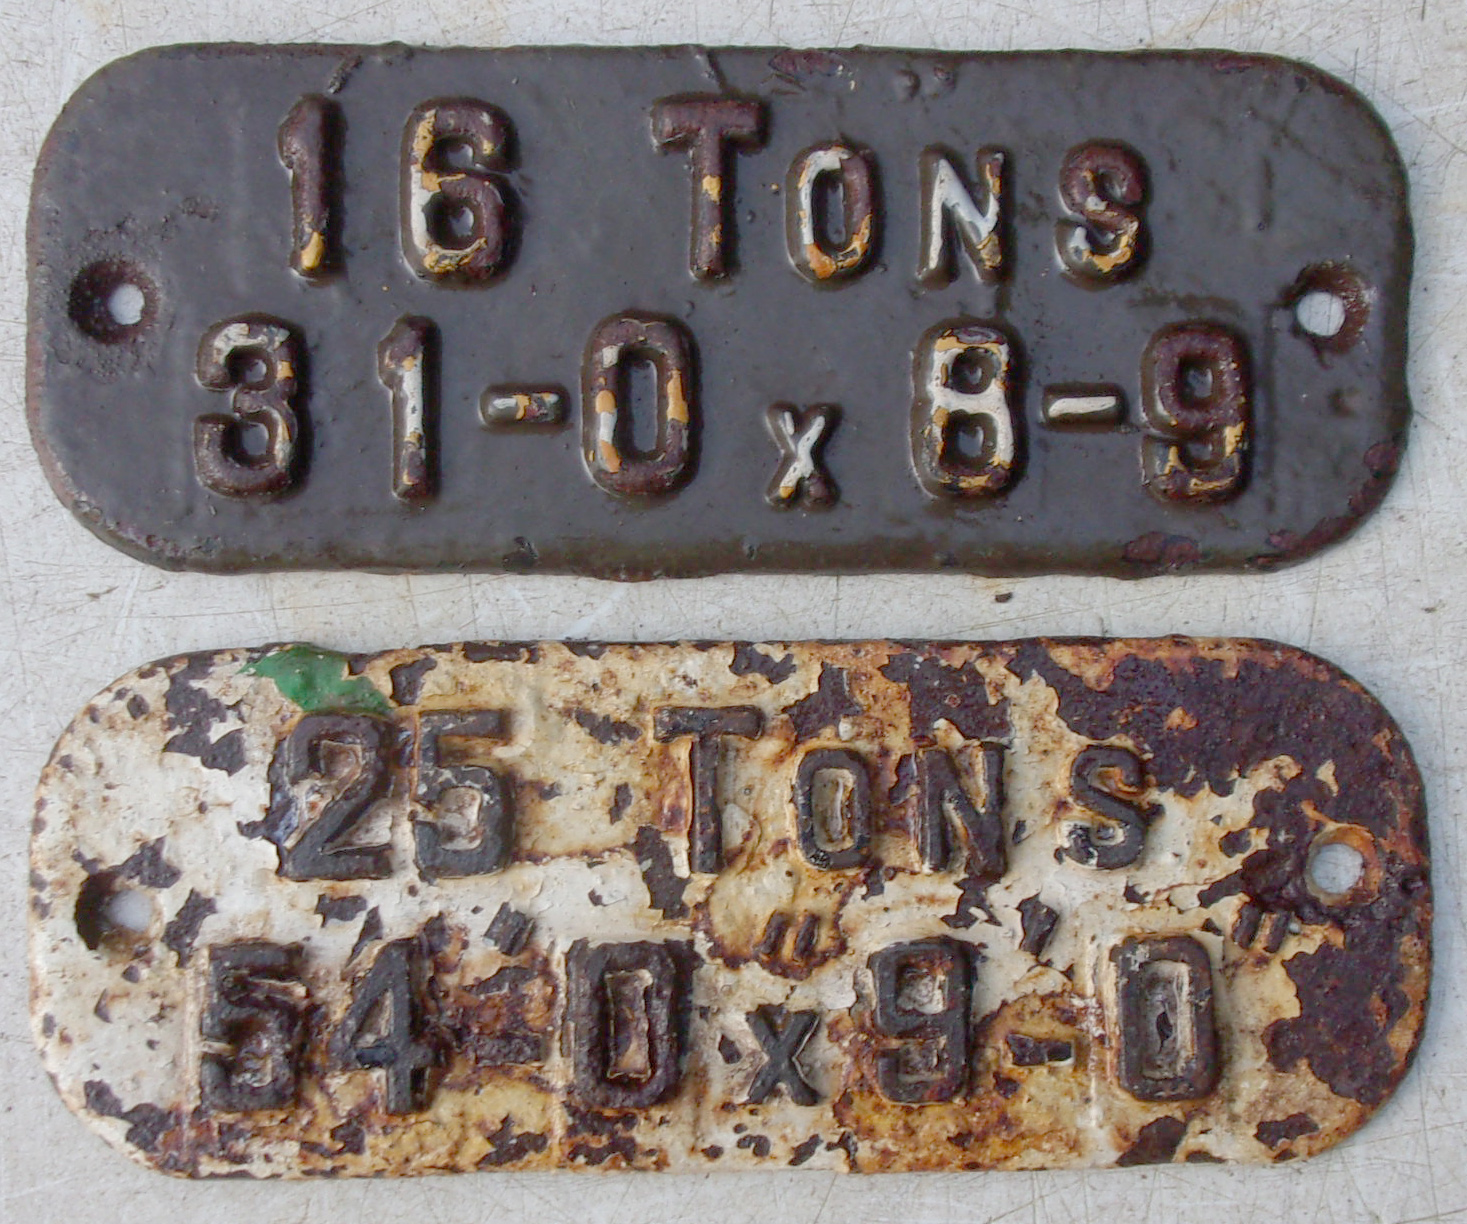 16 TONS
31-0 x 8-9
25 TONS
54'-0" x 9'-0"